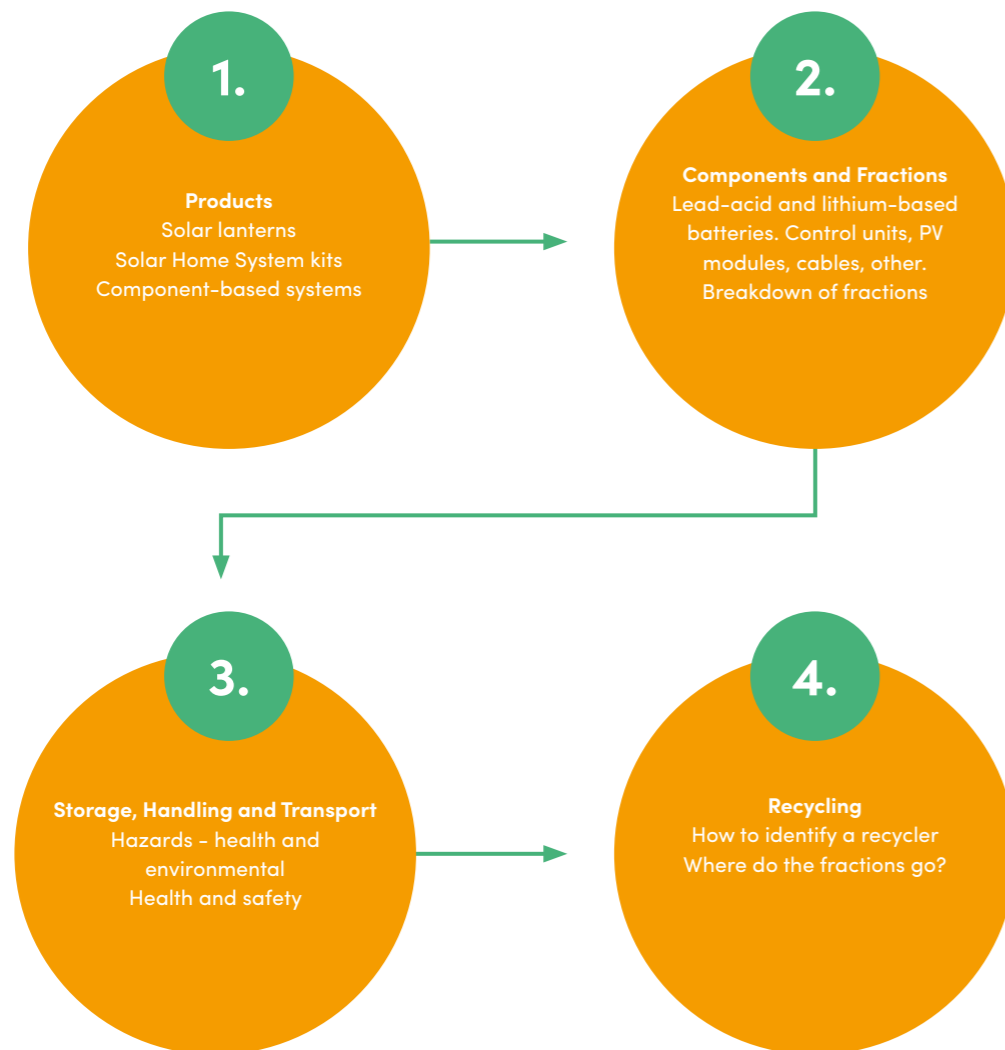 1.
Products
Solar lanterns
Solar Home System kits
Component-based systems
2.
Components and Fractions
Lead-acid and lithium-based
batteries. Control units, PV
modules, cables, other.
Breakdown of fractions
3.
Storage, Handling and Transport
Hazards - health and
environmental
Health and safety
4.
Recycling
How to identify a recycler
Where do the fractions go?